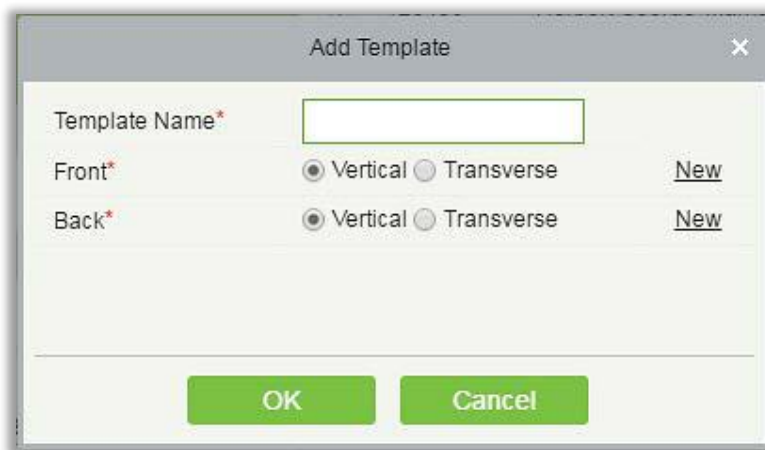 Add Template ×
Template Name*
Front* Vertical Transverse New
Back* Vertical Transverse New
OK Cancel